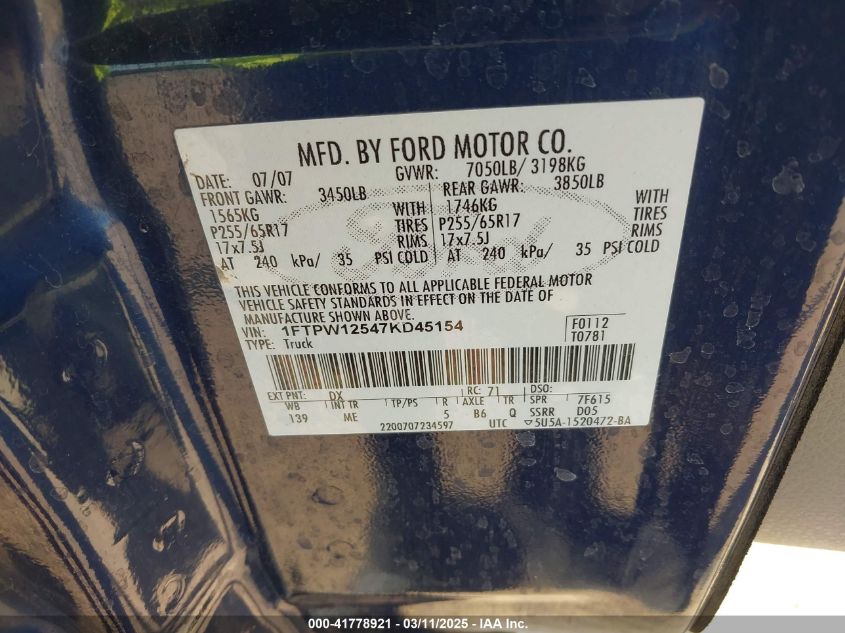 MFD. BY FORD MOTOR CO.
DATE: 07/07 GVWR: 7050LB/ 3198KG
FRONT GAWR: 3450LB REAR GAWR: 3850LB
1565KG WITH 1746KG WITH
P255/65R17 TIRES P255/65R17 TIRES
17x7.5J RIMS 17x7.5J RIMS
AT 240 kPa/ 35 PSI COLD AT 240 kPa/ 35 PSI COLD
THIS VEHICLE CONFORMS TO ALL APPLICABLE FEDERAL MOTOR
VEHICLE SAFETY STANDARDS IN EFFECT ON THE DATE OF
MANUFACTURE SHOWN ABOVE.
VIN: 1FTPW12547KD45154 F0112
TYPE: Truck T0781
EXT PNT: DX RC: 71 DSO:
WB INT TR TP/PS R AXLE TR SPR 7F615
139 ME 5 B6 Q SSRR D05
2200707234597 UTC ▽5U5A-1520472-BA
000-41778921 - 03/11/2025 - IAA Inc.